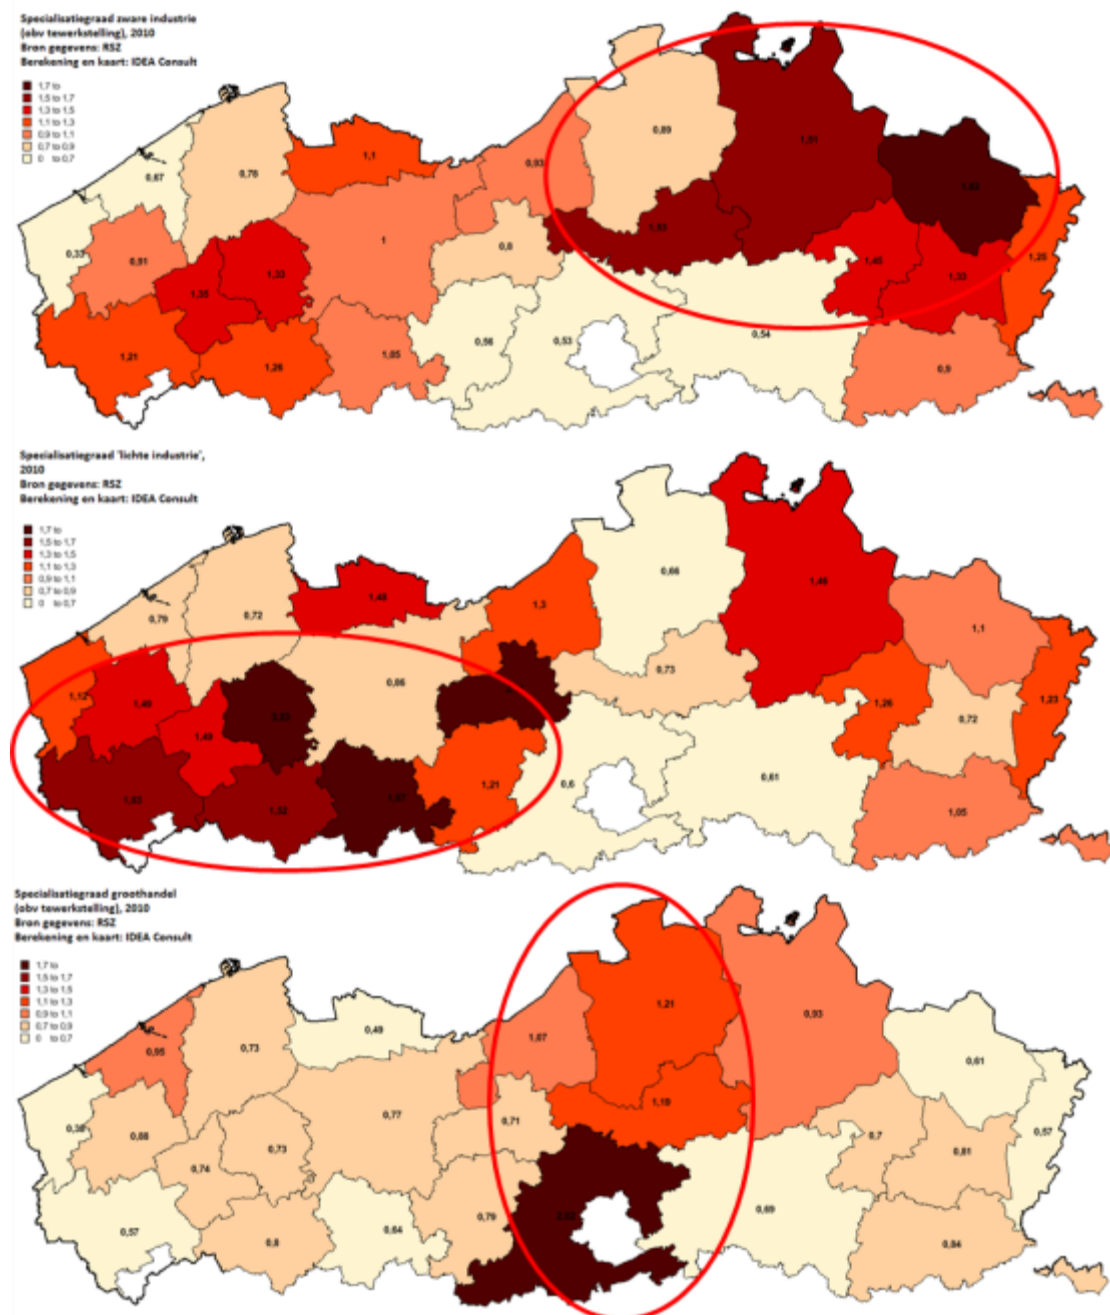 Specialisatiegraad zware industrie
(obv tewerkstelling), 2010
Bron gegevens: RSZ
Berekening en kaart: IDEA Consult
1,7 to
1,5 to 1,7
1,3 to 1,5
1,1 to 1,3
0,9 to 1,1
0,7 to 0,9
0 to 0,7
0,89
1,1
0,67
0,78
0,93
1,51
1
0,8
1,53
0,33
0,91
1,33
1,35
1,45
1,33
1,25
1,21
1,26
1,05
0,56
0,53
0,54
0,9
Specialisatiegraad 'lichte industrie',
2010
Bron gegevens: RSZ
Berekening en kaart: IDEA Consult
1,7 to
1,5 to 1,7
1,3 to 1,5
1,1 to 1,3
0,9 to 1,1
0,7 to 0,9
0 to 0,7
0,66
1,46
0,79
0,72
1,3
1,1
0,73
1,12
0,86
1,26
0,72
1,23
1,21
0,6
0,61
1,52
1,05
Specialisatiegraad groothandel
(obv tewerkstelling), 2010
Bron gegevens: RSZ
Berekening en kaart: IDEA Consult
1,7 to
1,5 to 1,7
1,3 to 1,5
1,1 to 1,3
0,9 to 1,1
0,7 to 0,9
0 to 0,7
1,21
0,93
0,49
0,95
0,73
1,07
0,61
0,77
1,19
0,71
0,88
0,73
0,74
0,7
0,81
0,57
0,57
0,8
0,64
0,79
0,69
0,84